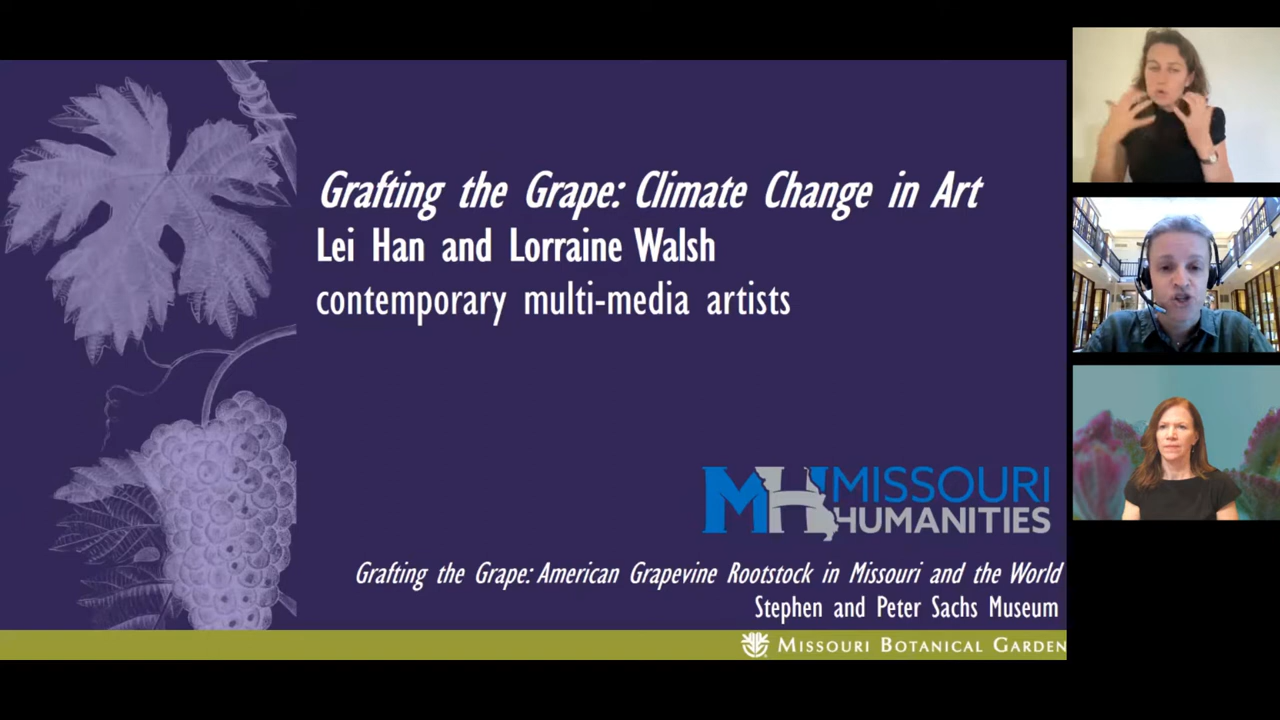 Grafting the Grape: Climate Change in Art
Lei Han and Lorraine Walsh
contemporary multi-media artists
MH MISSOURI
HUMANITIES
Grafting the Grape: American Grapevine Rootstock in Missouri and the World
Stephen and Peter Sachs Museum
MISSOURI BOTANICAL GARDEN